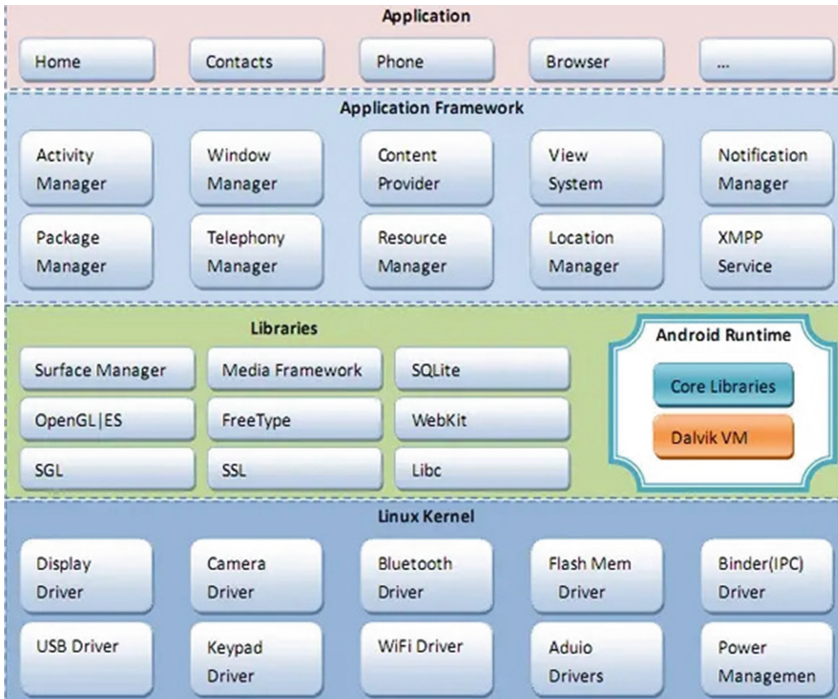 Application
Home
Contacts
Phone
Browser
...
Application Framework
Activity
Manager
Window
Manager
Content
Provider
View
System
Notification
Manager
Package
Manager
Telephony
Manager
Resource
Manager
Location
Manager
XMPP
Service
Libraries
Surface Manager
Media Framework
SQLite
OpenGL|ES
FreeType
WebKit
SGL
SSL
Libc
Android Runtime
Core Libraries
Dalvik VM
Linux Kernel
Display
Driver
Camera
Driver
Bluetooth
Driver
Flash Mem
Driver
Binder(IPC)
Driver
USB Driver
Keypad
Driver
WiFi Driver
Aduio
Drivers
Power
Managemen